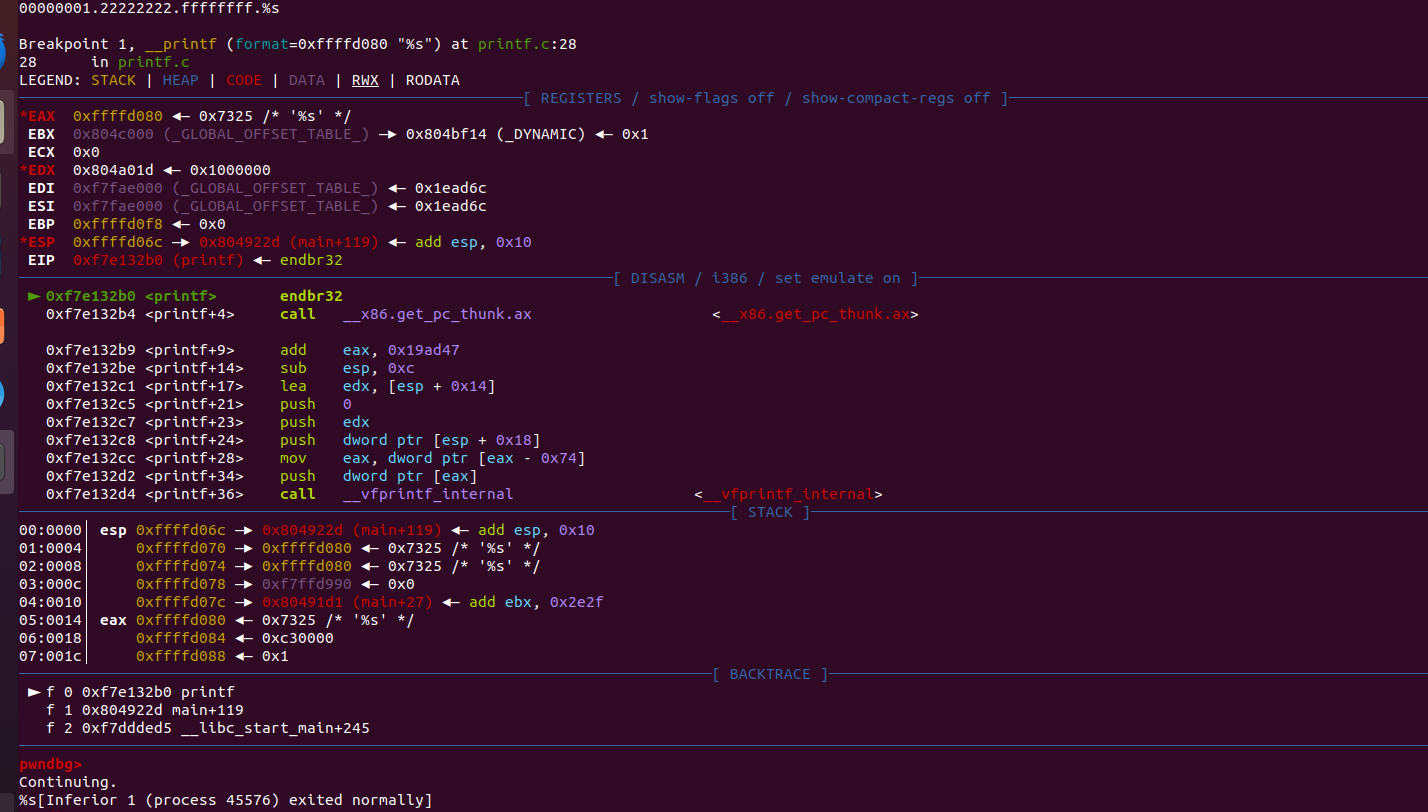 00000001.22222222.ffffffff.%s
Breakpoint 1, __printf (format=0xffffd080 "%s") at printf.c:28
28      in printf.c
LEGEND: STACK | HEAP | CODE | DATA | RWX | RODATA
[ REGISTERS / show-flags off / show-compact-regs off ]
*EAX  0xffffd080 ◂— 0x7325 /* '%s' */
 EBX  0x804c000 (_GLOBAL_OFFSET_TABLE_) —▸ 0x804bf14 (_DYNAMIC) ◂— 0x1
 ECX  0x0
*EDX  0x804a01d ◂— 0x1000000
 EDI  0xf7fae000 (_GLOBAL_OFFSET_TABLE_) ◂— 0x1ead6c
 ESI  0xf7fae000 (_GLOBAL_OFFSET_TABLE_) ◂— 0x1ead6c
 EBP  0xffffd0f8 ◂— 0x0
*ESP  0xffffd06c —▸ 0x804922d (main+119) ◂— add esp, 0x10
 EIP  0xf7e132b0 (printf) ◂— endbr32
[ DISASM / i386 / set emulate on ]
 ► 0xf7e132b0 <printf>       endbr32
   0xf7e132b4 <printf+4>     call   __x86.get_pc_thunk.ax                    <__x86.get_pc_thunk.ax>
   0xf7e132b9 <printf+9>     add    eax, 0x19ad47
   0xf7e132be <printf+14>    sub    esp, 0xc
   0xf7e132c1 <printf+17>    lea    edx, [esp + 0x14]
   0xf7e132c5 <printf+21>    push   0
   0xf7e132c7 <printf+23>    push   edx
   0xf7e132c8 <printf+24>    push   dword ptr [esp + 0x18]
   0xf7e132cc <printf+28>    mov    eax, dword ptr [eax - 0x74]
   0xf7e132d2 <printf+34>    push   dword ptr [eax]
   0xf7e132d4 <printf+36>    call   __vfprintf_internal                    <__vfprintf_internal>
[ STACK ]
00:0000│ esp 0xffffd06c —▸ 0x804922d (main+119) ◂— add esp, 0x10
01:0004│     0xffffd070 —▸ 0xffffd080 ◂— 0x7325 /* '%s' */
02:0008│     0xffffd074 —▸ 0xffffd080 ◂— 0x7325 /* '%s' */
03:000c│     0xffffd078 —▸ 0xf7ffd990 ◂— 0x0
04:0010│     0xffffd07c —▸ 0x80491d1 (main+27) ◂— add ebx, 0x2e2f
05:0014│ eax 0xffffd080 ◂— 0x7325 /* '%s' */
06:0018│     0xffffd084 ◂— 0xc30000
07:001c│     0xffffd088 ◂— 0x1
[ BACKTRACE ]
 ► f 0 0xf7e132b0 printf
   f 1 0x804922d main+119
   f 2 0xf7ddded5 __libc_start_main+245
pwndbg>
Continuing.
%s[Inferior 1 (process 45576) exited normally]